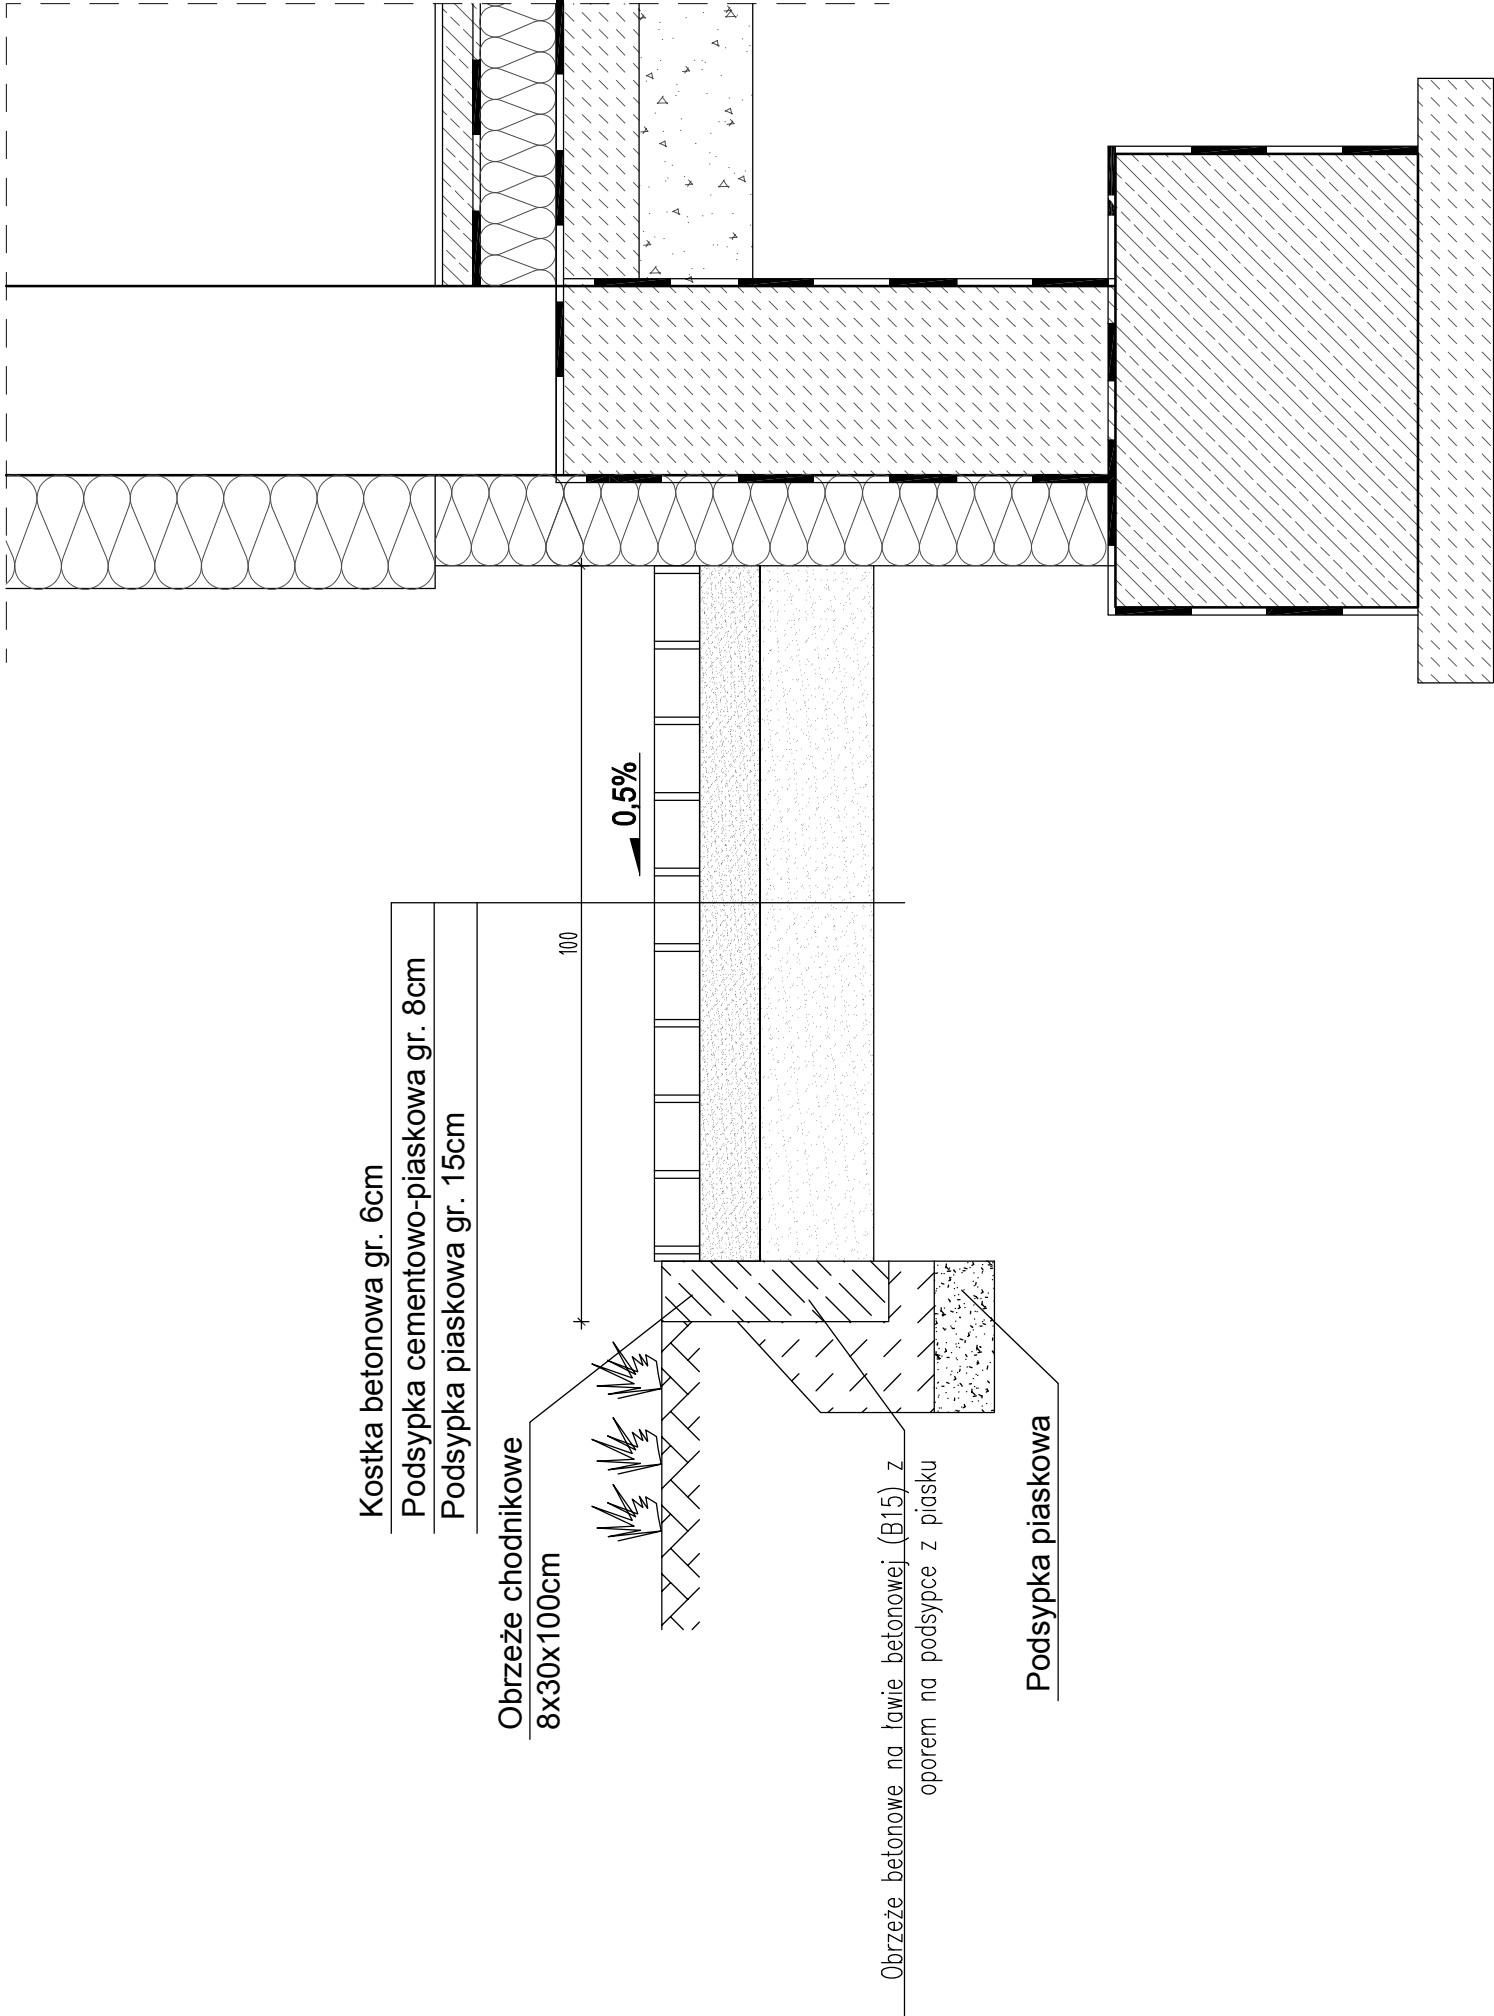 Kostka betonowa gr. 6cm
Podsypka cementowo-piaskowa gr. 8cm
Podsypka piaskowa gr. 15cm
Obrzeże chodnikowe
8x30x100cm
100
0,5%
Obrzeże betonowe na ławie betonowej (B15) z
oporem na podsypce z piasku
Podsypka piaskowa